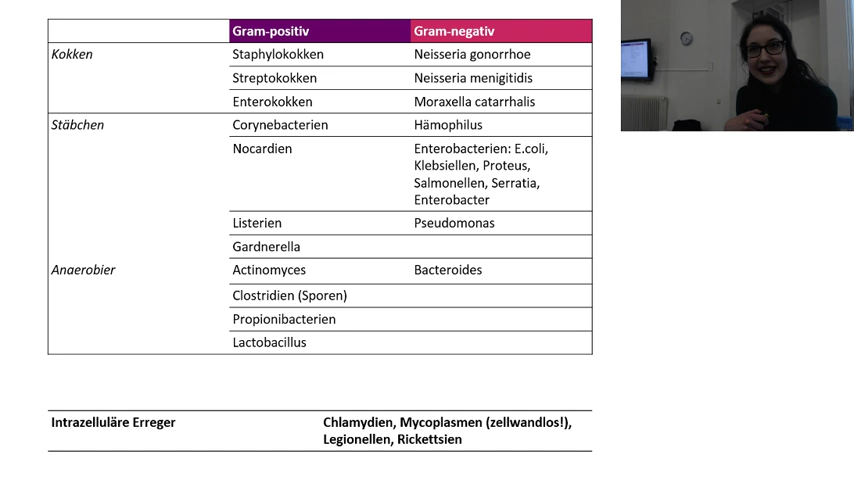 Gram-positiv Gram-negativ
Kokken Staphylokokken Neisseria gonorrhoe
Streptokokken Neisseria menigitidis
Enterokokken Moraxella catarrhalis
Stäbchen Corynebacterien Hämophilus
Nocardien Enterobacterien: E.coli,
Klebsiellen, Proteus,
Salmonellen, Serratia,
Enterobacter
Listerien Pseudomonas
Gardnerella
Anaerobier Actinomyces Bacteroides
Clostridien (Sporen)
Propionibacterien
Lactobacillus
Intrazelluläre Erreger Chlamydien, Mycoplasmen (zellwandlos!),
Legionellen, Rickettsien